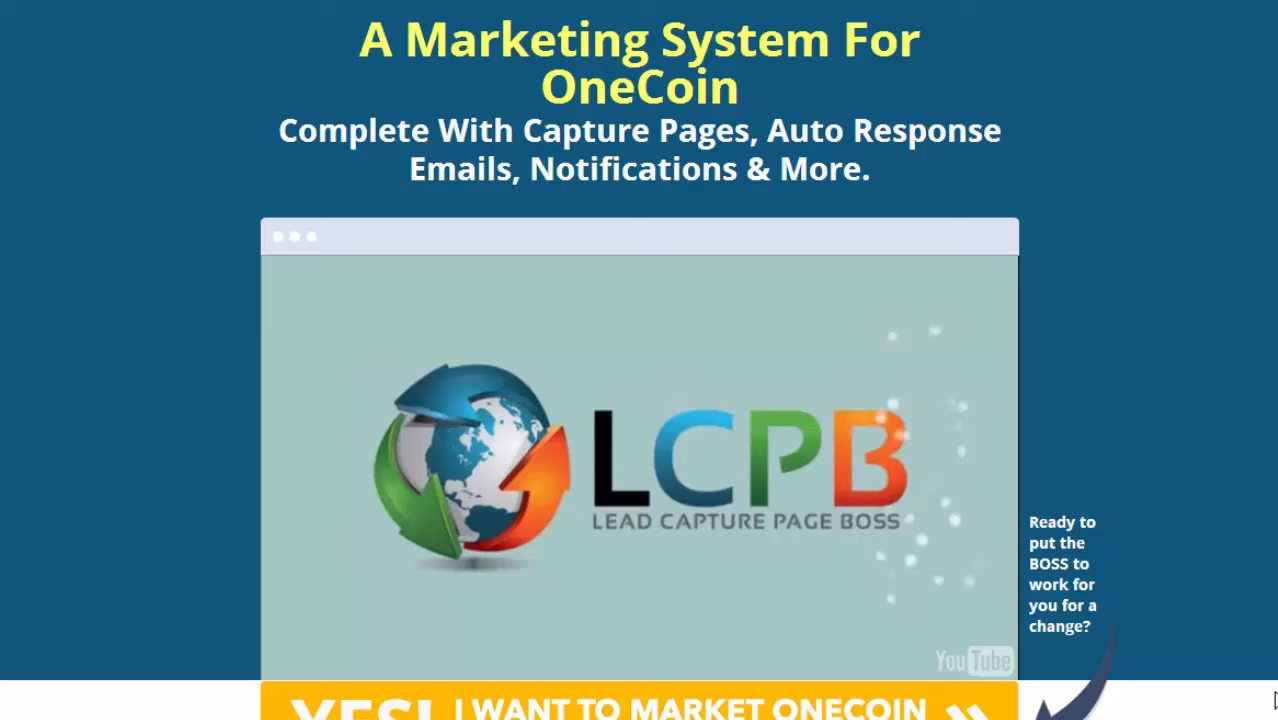 A Marketing System For
OneCoin
Complete With Capture Pages, Auto Response
Emails, Notifications & More.
LCPB
LEAD CAPTURE PAGE BOSS
Ready to
put the
BOSS to
work for
you for a
change?
YouTube
YES! I WANT TO MARKET ONECOIN